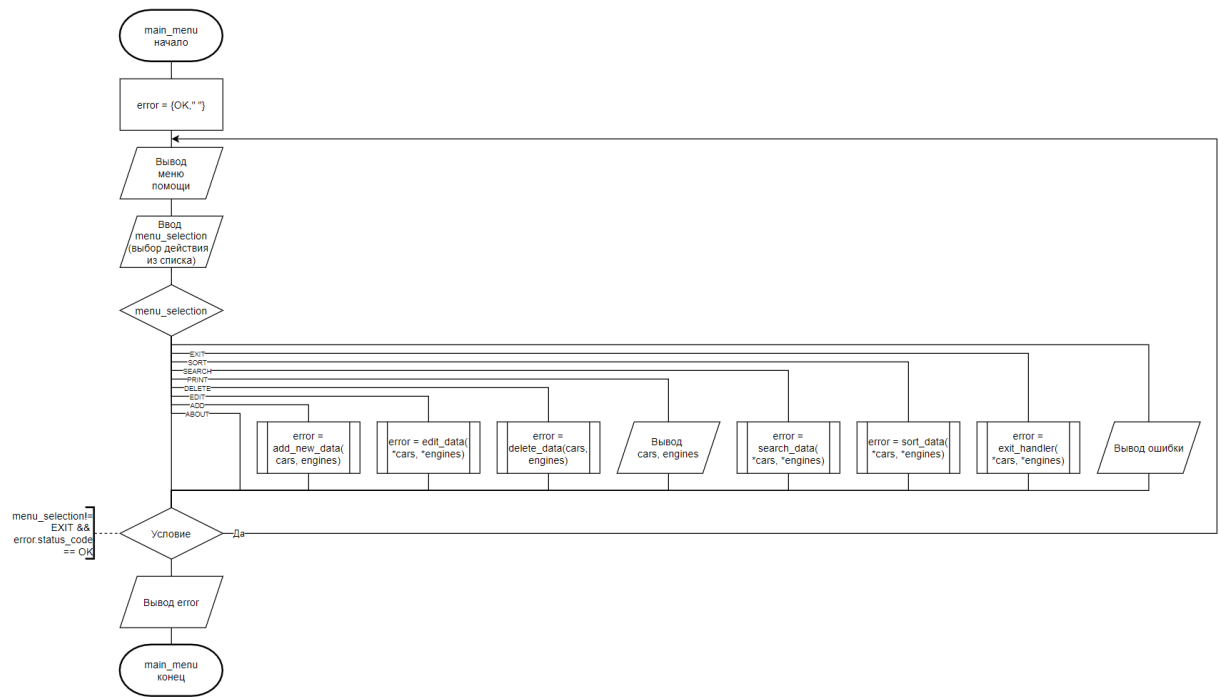 main_menu
начало
error = {OK," "}
Вывод
меню
помощи
Ввод
menu_selection
(выбор действия
из списка)
menu_selection
EXIT
SORT
SEARCH
PRINT
DELETE
EDIT
ADD
ABOUT
error =
add_new_data(
cars, engines)
error = edit_data(
*cars, *engines)
error =
delete_data(cars,
engines)
Вывод
cars, engines
error =
search_data(
*cars, *engines)
error = sort_data(
*cars, *engines)
error =
exit_handler(
*cars, *engines)
Вывод ошибки
menu_selection!=
EXIT &&
error.status_code
== OK
Условие
Да
Вывод error
main_menu
конец